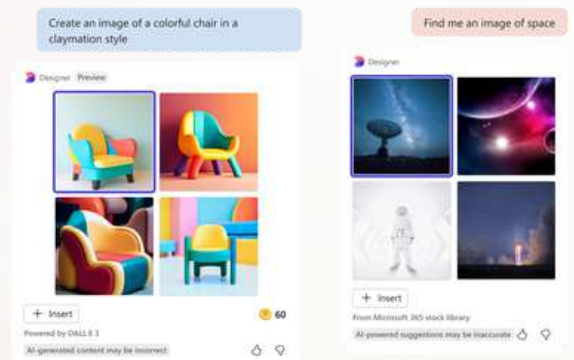 Create an image of a colorful chair in a
claymation style
Designer Preview
+ Insert
60
Powered by DALL·E 3
AI-generated content may be incorrect
Find me an image of space
Designer
+ Insert
From Microsoft 365 stock library
AI-powered suggestions may be inaccurate